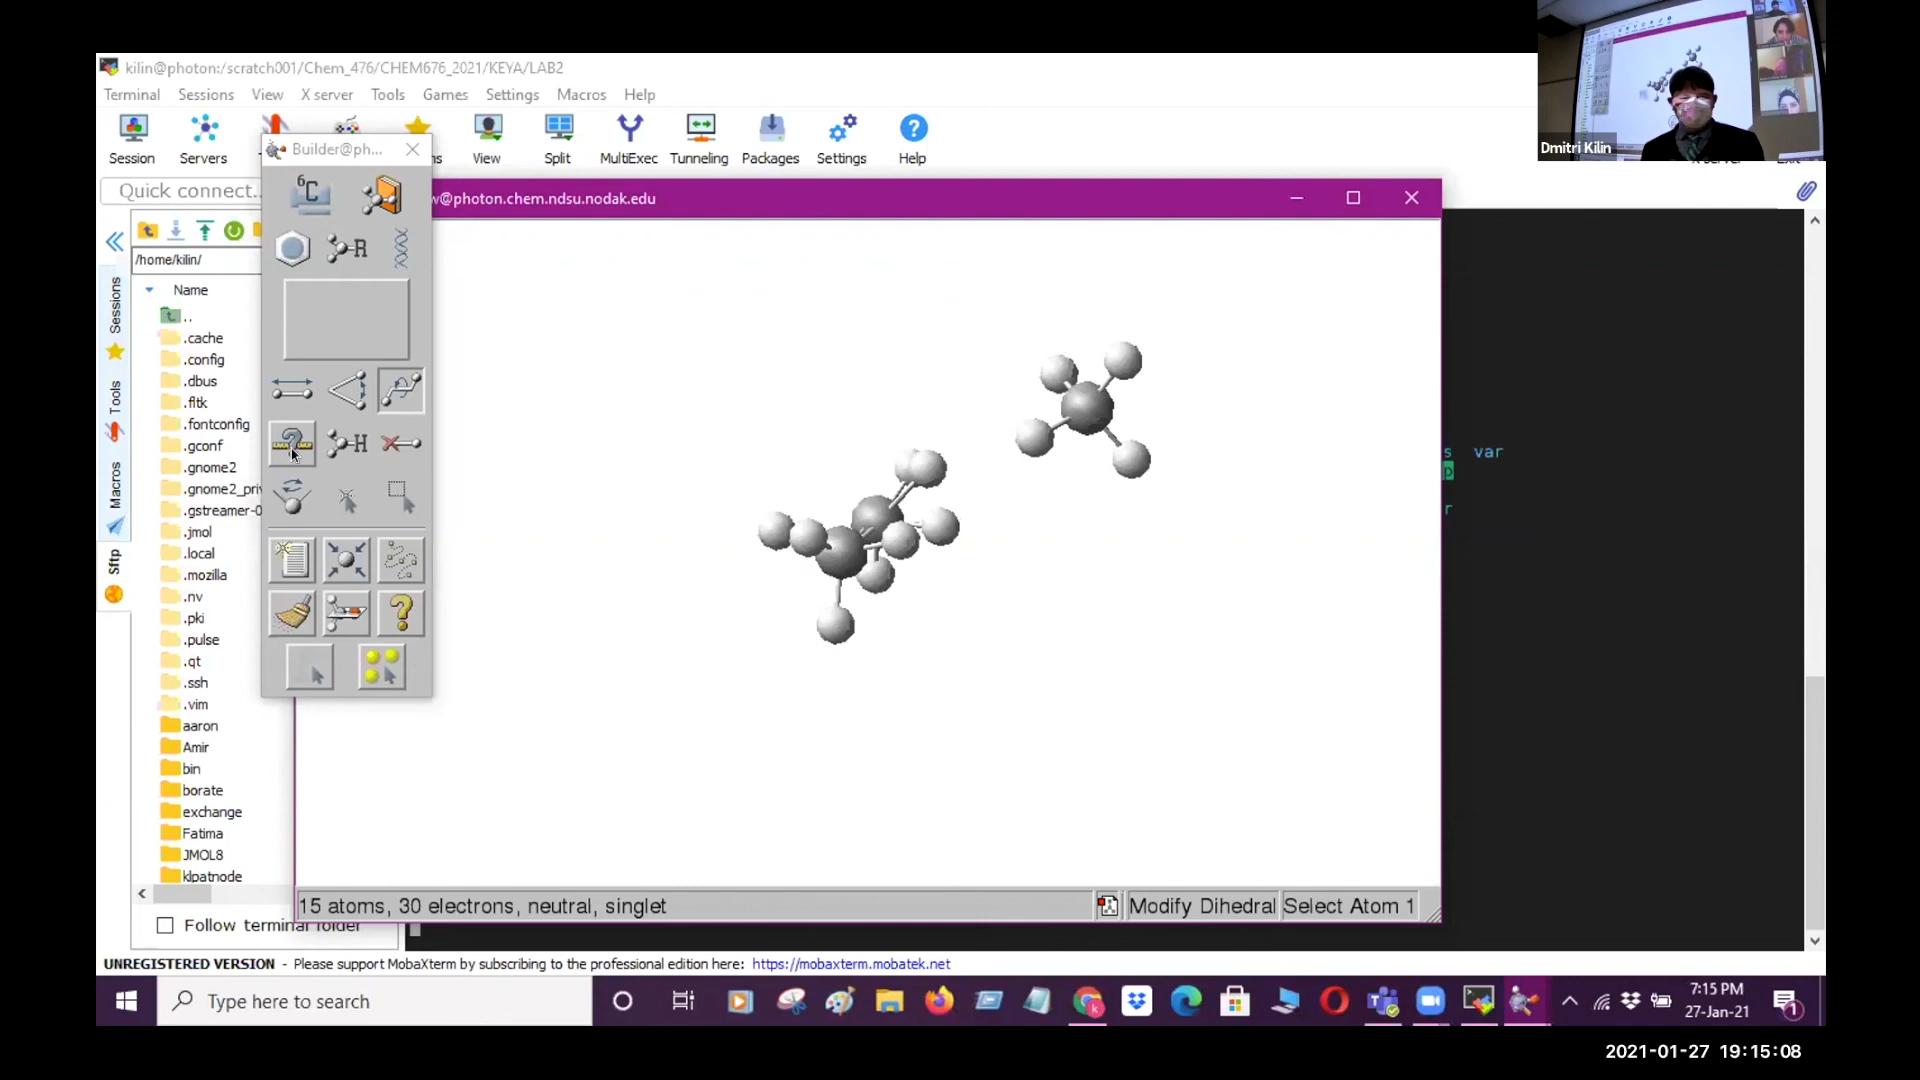 kilin@photon:/scratch001/Chem_476/CHEM676_2021/KEYA/LAB2
Terminal Sessions View X server Tools Games Settings Macros Help
Session Servers View Split MultiExec Tunneling Packages Settings Help
Dmitri Kilin
Builder@ph...
Quick connect...
w@photon.chem.ndsu.nodak.edu
6C
R
/home/kilin/
Name
..
.cache
.config
.dbus
.fltk
.fontconfig
.gconf
.gnome2
.gnome2_pri
.gstreamer-0
.jmol
.local
.mozilla
.nv
.pki
.pulse
.qt
.ssh
.vim
aaron
Amir
bin
borate
exchange
Fatima
JMOL8
klpatnode
Sessions
Tools
Macros
Sftp
H
s var
p
r
15 atoms, 30 electrons, neutral, singlet
Modify Dihedral
Select Atom 1
Follow terminal folder
UNREGISTERED VERSION - Please support MobaXterm by subscribing to the professional edition here: https://mobaxterm.mobatek.net
Type here to search
7:15 PM
27-Jan-21
1
2021-01-27 19:15:08